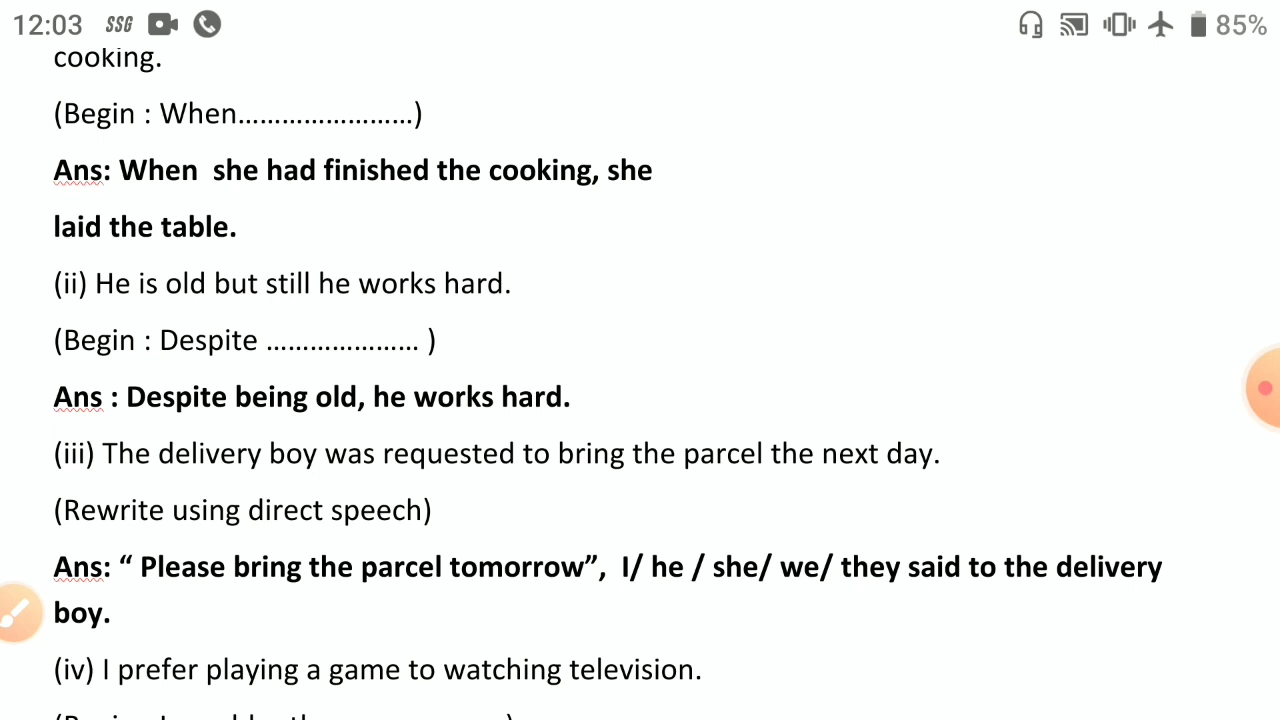 12:03 SSG 85%
cooking.
(Begin : When........................)
Ans: When  she had finished the cooking, she
laid the table.
(ii) He is old but still he works hard.
(Begin : Despite ..................... )
Ans : Despite being old, he works hard.
(iii) The delivery boy was requested to bring the parcel the next day.
(Rewrite using direct speech)
Ans: “ Please bring the parcel tomorrow”,  I/ he / she/ we/ they said to the delivery
boy.
(iv) I prefer playing a game to watching television.